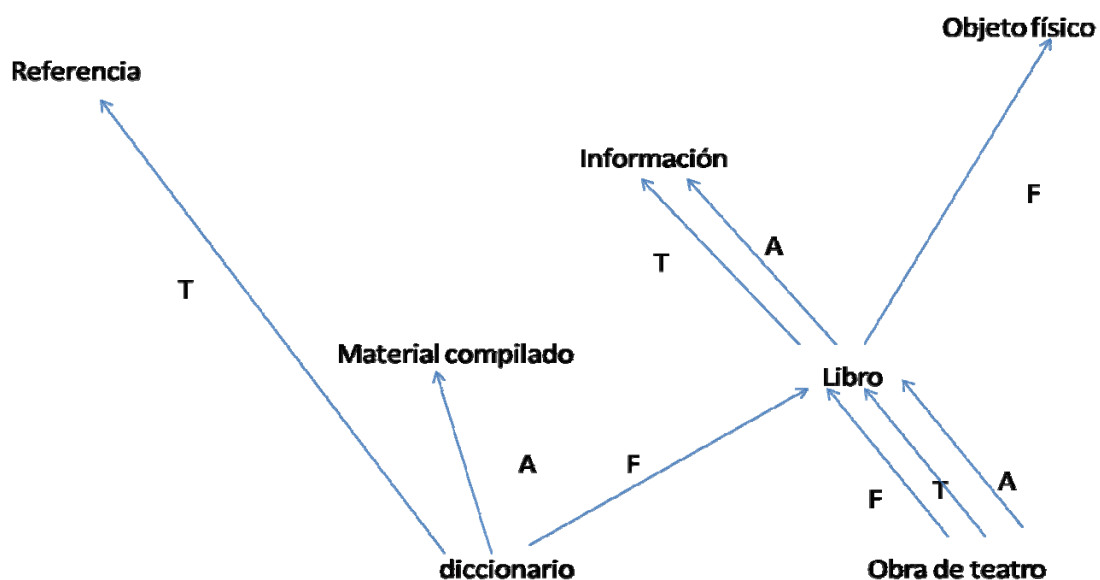 Objeto físico
Referencia
Información
F
A
T
T
Material compilado
Libro
A
F
T
A
F
diccionario
Obra de teatro